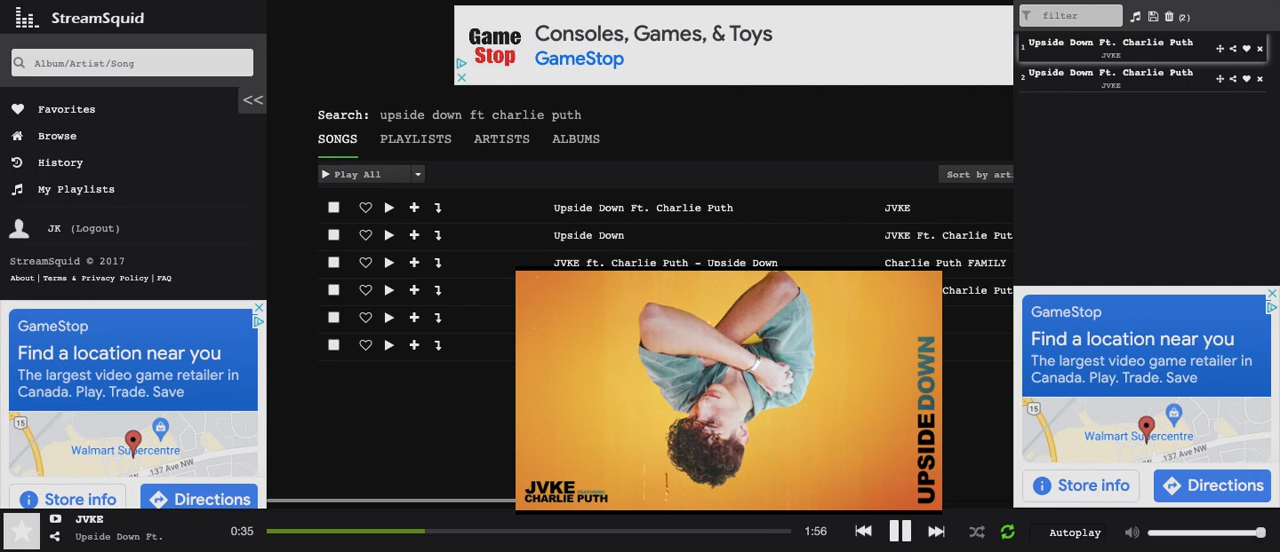 StreamSquid
Album/Artist/Song
<<
Favorites
Browse
History
My Playlists
JK (Logout)
StreamSquid © 2017
About | Terms & Privacy Policy | FAQ
GameStop
Find a location near you
The largest video game retailer in
Canada. Play. Trade. Save
15
Walmart Supercentre
137 Ave NW
Store info
Directions
Game
Stop
Consoles, Games, & Toys
GameStop
Search: upside down ft charlie puth
SONGS PLAYLISTS ARTISTS ALBUMS
Play All
Sort by
Upside Down Ft. Charlie Puth JVKE
Upside Down JVKE Ft. Charlie Put
JVKE ft. Charlie Puth - Upside Down Charlie Puth FAMILY
Charlie Put
UPSIDE DOWN
JVKE FEATURING
CHARLIE PUTH
filter
(2)
1 Upside Down Ft. Charlie Puth
JVKE
2 Upside Down Ft. Charlie Puth
JVKE
GameStop
Find a location near you
The largest video game retailer in
Canada. Play. Trade. Save
15
Walmart Supercentre
137 Ave NW
Store info
Directions
JVKE
Upside Down Ft.
0:35
1:56
Autoplay